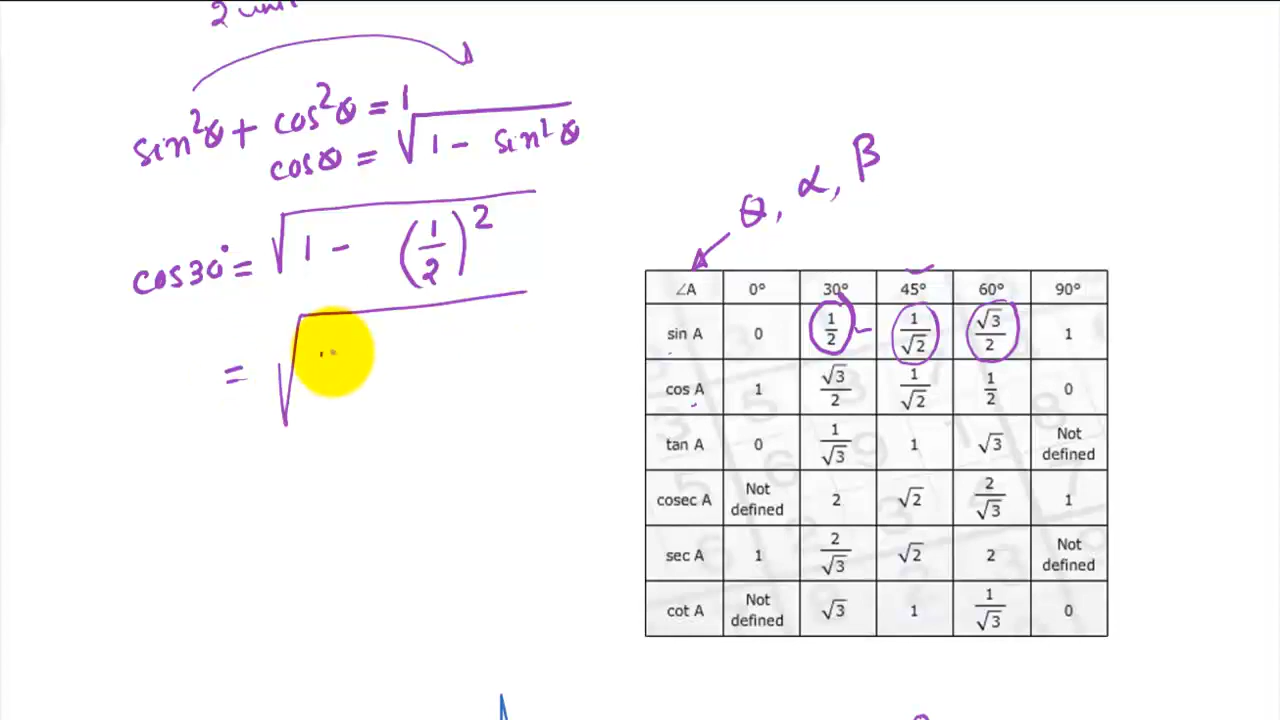 2 unit
sin²θ + cos²θ = 1
cosθ = √(1 - sin²θ)
cos30° = √(1 - (1/2)²)
= √
θ, α, β
∠A 0° 30° 45° 60° 90°
sin A 0 1/2 1/√2 √3/2 1
cos A 1 √3/2 1/√2 1/2 0
tan A 0 1/√3 1 √3 Not defined
cosec A Not defined 2 √2 2/√3 1
sec A 1 2/√3 √2 2 Not defined
cot A Not defined √3 1 1/√3 0